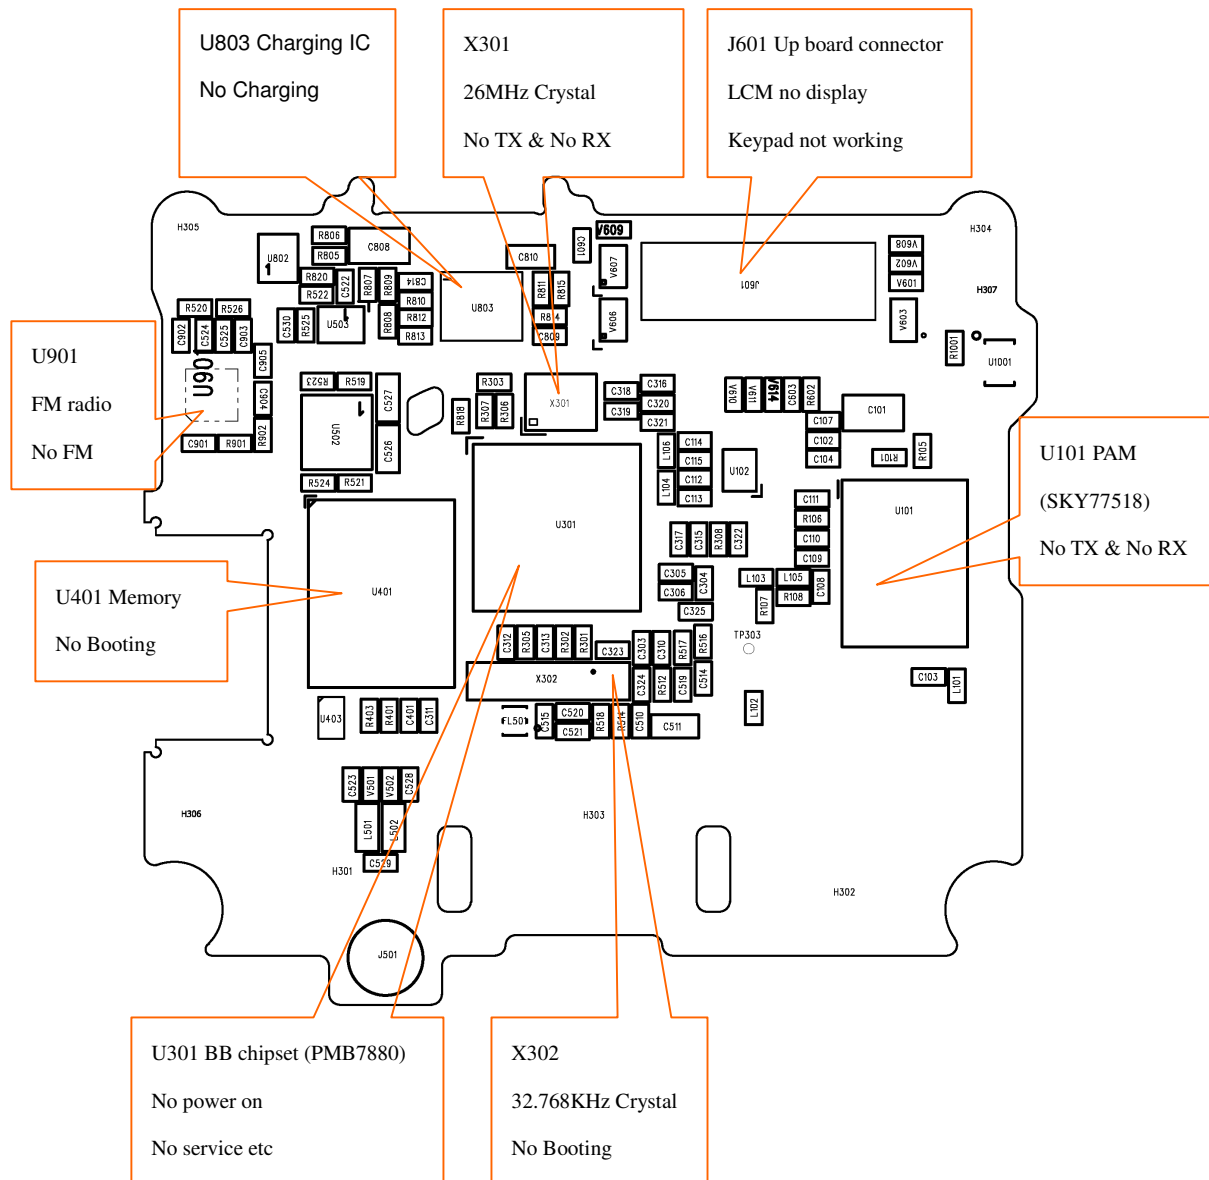 U803 Charging IC
No Charging
X301
26MHz Crystal
No TX & No RX
J601 Up board connector
LCM no display
Keypad not working
H305
H304
H307
R806
R805
C808
U802
1
R820
R522
C522
R807
R809
C814
R810
R812
R813
R808
U803
C810
C601
V609
V607
V606
R811
R815
R814
C809
J601
V608
V602
V601
V603
R1001
U1001
R520
R526
C902
C524
C525
C903
C530
R525
U503
1
U901
C905
C904
R902
C901
R901
U901
FM radio
No FM
R523
R519
C527
C526
U502
1
R524
R521
R818
R303
R307
R306
X301
C318
C319
C316
C320
C321
V610
V611
V614
C603
R602
C101
C107
C102
C104
R101
R105
L106
C114
C115
L104
C112
C113
U102
U101 PAM
(SKY77518)
No TX & No RX
U401
U301
C317
C315
R308
C322
C111
R106
C110
C109
U101
C305
C306
C304
C325
L103
L105
R107
R108
C108
TP303
U401 Memory
No Booting
C312
R305
C313
R302
R301
C323
C303
C310
R517
R516
X302
C324
R512
C519
C514
C103
L101
L102
U403
R403
R401
C401
C311
FL501
C515
C520
C521
R518
R514
C510
C511
C523
V501
V502
C528
L501
L502
C529
H306
H301
H303
H302
J501
U301 BB chipset (PMB7880)
No power on
No service etc
X302
32.768KHz Crystal
No Booting